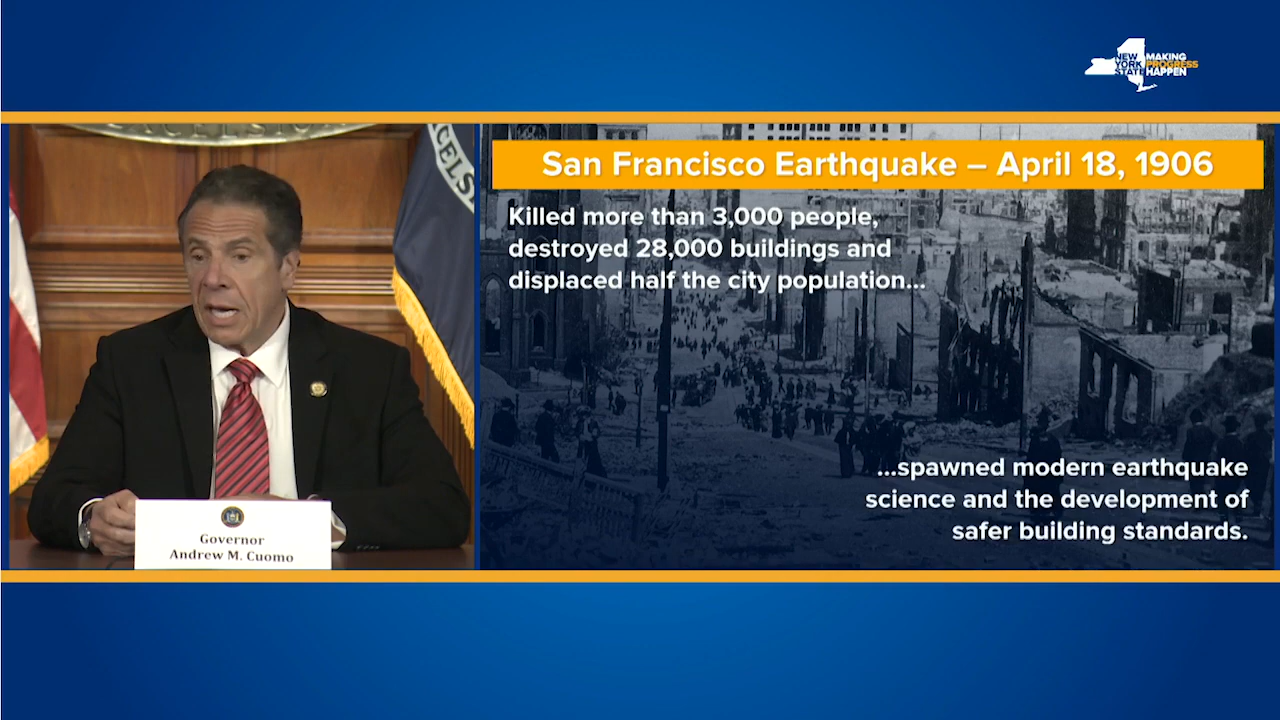 NEW
YORK
STATE
MAKING
PROGRESS
HAPPEN
EXCELSIOR
EXCELS
San Francisco Earthquake – April 18, 1906
Killed more than 3,000 people,
destroyed 28,000 buildings and
displaced half the city population...
...spawned modern earthquake
science and the development of
safer building standards.
Governor
Andrew M. Cuomo